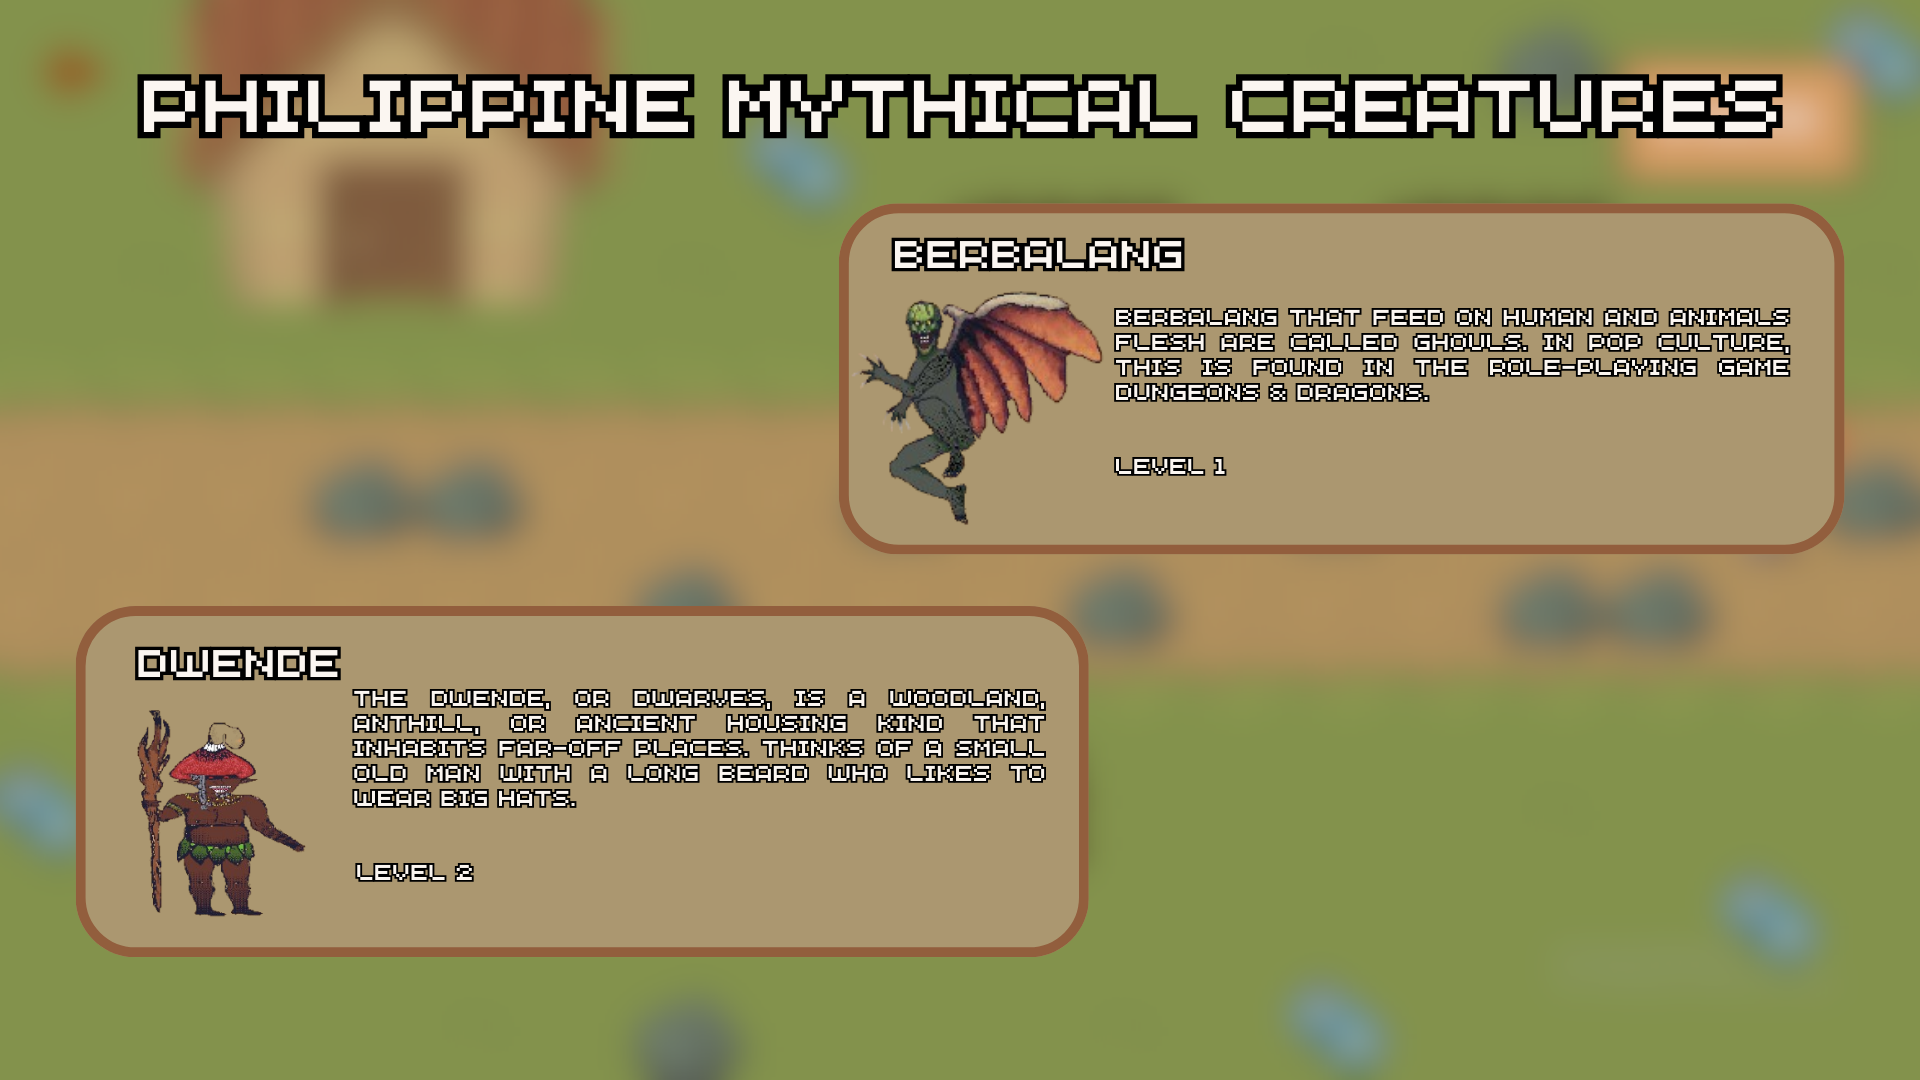 PHILIPPINE MYTHICAL CREATURES
BERBALANG
BERBALANG THAT FEED ON HUMAN AND ANIMALS
FLESH ARE CALLED GHOULS. IN POP CULTURE,
THIS IS FOUND IN THE ROLE-PLAYING GAME
DUNGEONS & DRAGONS.
LEVEL 1
DWENDE
THE DWENDE, OR DWARVES, IS A WOODLAND,
ANTHILL, OR ANCIENT HOUSING KIND THAT
INHABITS FAR-OFF PLACES. THINKS OF A SMALL
OLD MAN WITH A LONG BEARD WHO LIKES TO
WEAR BIG HATS.
LEVEL 2